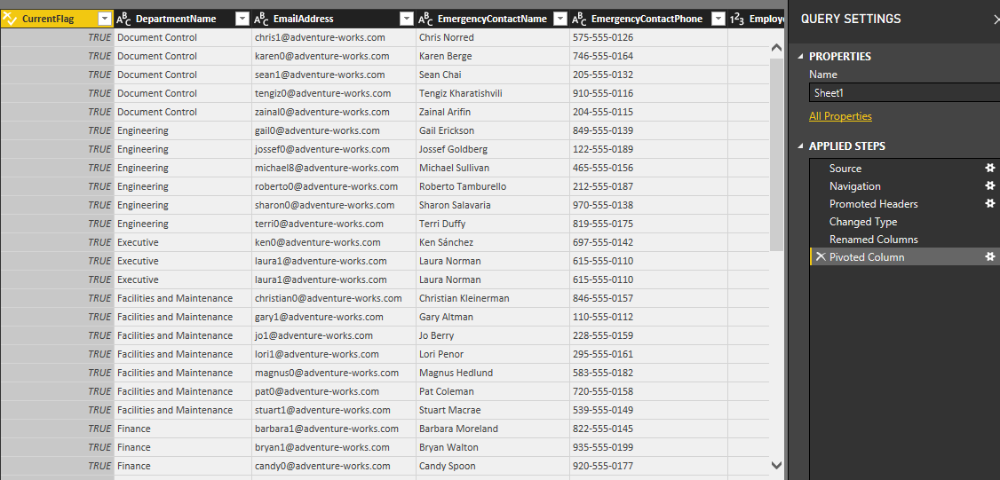 CurrentFlag ABC DepartmentName ABC EmailAddress ABC EmergencyContactName ABC EmergencyContactPhone 123 Employe
TRUE Document Control chris1@adventure-works.com Chris Norred 575-555-0126
TRUE Document Control karen0@adventure-works.com Karen Berge 746-555-0164
TRUE Document Control sean1@adventure-works.com Sean Chai 205-555-0132
TRUE Document Control tengiz0@adventure-works.com Tengiz Kharatishvili 910-555-0116
TRUE Document Control zainal0@adventure-works.com Zainal Arifin 204-555-0115
TRUE Engineering gail0@adventure-works.com Gail Erickson 849-555-0139
TRUE Engineering jossef0@adventure-works.com Jossef Goldberg 122-555-0189
TRUE Engineering michael8@adventure-works.com Michael Sullivan 465-555-0156
TRUE Engineering roberto0@adventure-works.com Roberto Tamburello 212-555-0187
TRUE Engineering sharon0@adventure-works.com Sharon Salavaria 970-555-0138
TRUE Engineering terri0@adventure-works.com Terri Duffy 819-555-0175
TRUE Executive ken0@adventure-works.com Ken Sánchez 697-555-0142
TRUE Executive laura1@adventure-works.com Laura Norman 615-555-0110
TRUE Executive laura1@adventure-works.com Laura Norman 615-555-0110
TRUE Facilities and Maintenance christian0@adventure-works.com Christian Kleinerman 846-555-0157
TRUE Facilities and Maintenance gary1@adventure-works.com Gary Altman 110-555-0112
TRUE Facilities and Maintenance jo1@adventure-works.com Jo Berry 228-555-0159
TRUE Facilities and Maintenance lori1@adventure-works.com Lori Penor 295-555-0161
TRUE Facilities and Maintenance magnus0@adventure-works.com Magnus Hedlund 583-555-0182
TRUE Facilities and Maintenance pat0@adventure-works.com Pat Coleman 720-555-0158
TRUE Facilities and Maintenance stuart1@adventure-works.com Stuart Macrae 539-555-0149
TRUE Finance barbara1@adventure-works.com Barbara Moreland 822-555-0145
TRUE Finance bryan1@adventure-works.com Bryan Walton 935-555-0199
TRUE Finance candy0@adventure-works.com Candy Spoon 920-555-0177
QUERY SETTINGS
PROPERTIES
Name
Sheet1
All Properties
APPLIED STEPS
Source
Navigation
Promoted Headers
Changed Type
Renamed Columns
Pivoted Column